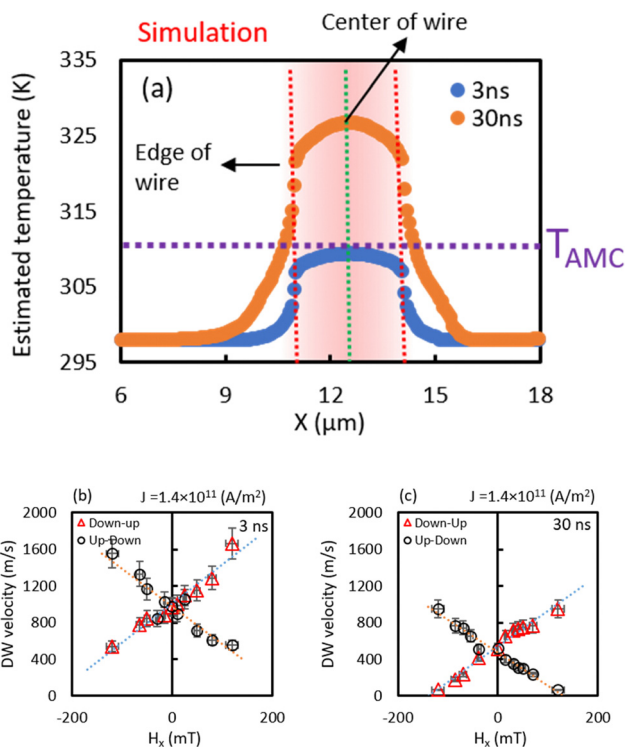 Simulation
Center of wire
(a)
3ns
30ns
Edge of
wire
T_AMC
Estimated temperature (K)
335
325
315
305
295
6 9 12 15 18
X (μm)
(b) J =1.4×10¹¹ (A/m²)
Down-up
Up-Down
3 ns
DW velocity (m/s)
2000
1600
1200
800
400
0
-200 0 200
Hₓ (mT)
(c) J =1.4×10¹¹ (A/m²)
Down-Up
Up-Down
30 ns
DW velocity (m/s)
2000
1600
1200
800
400
0
-200 0 200
Hₓ (mT)